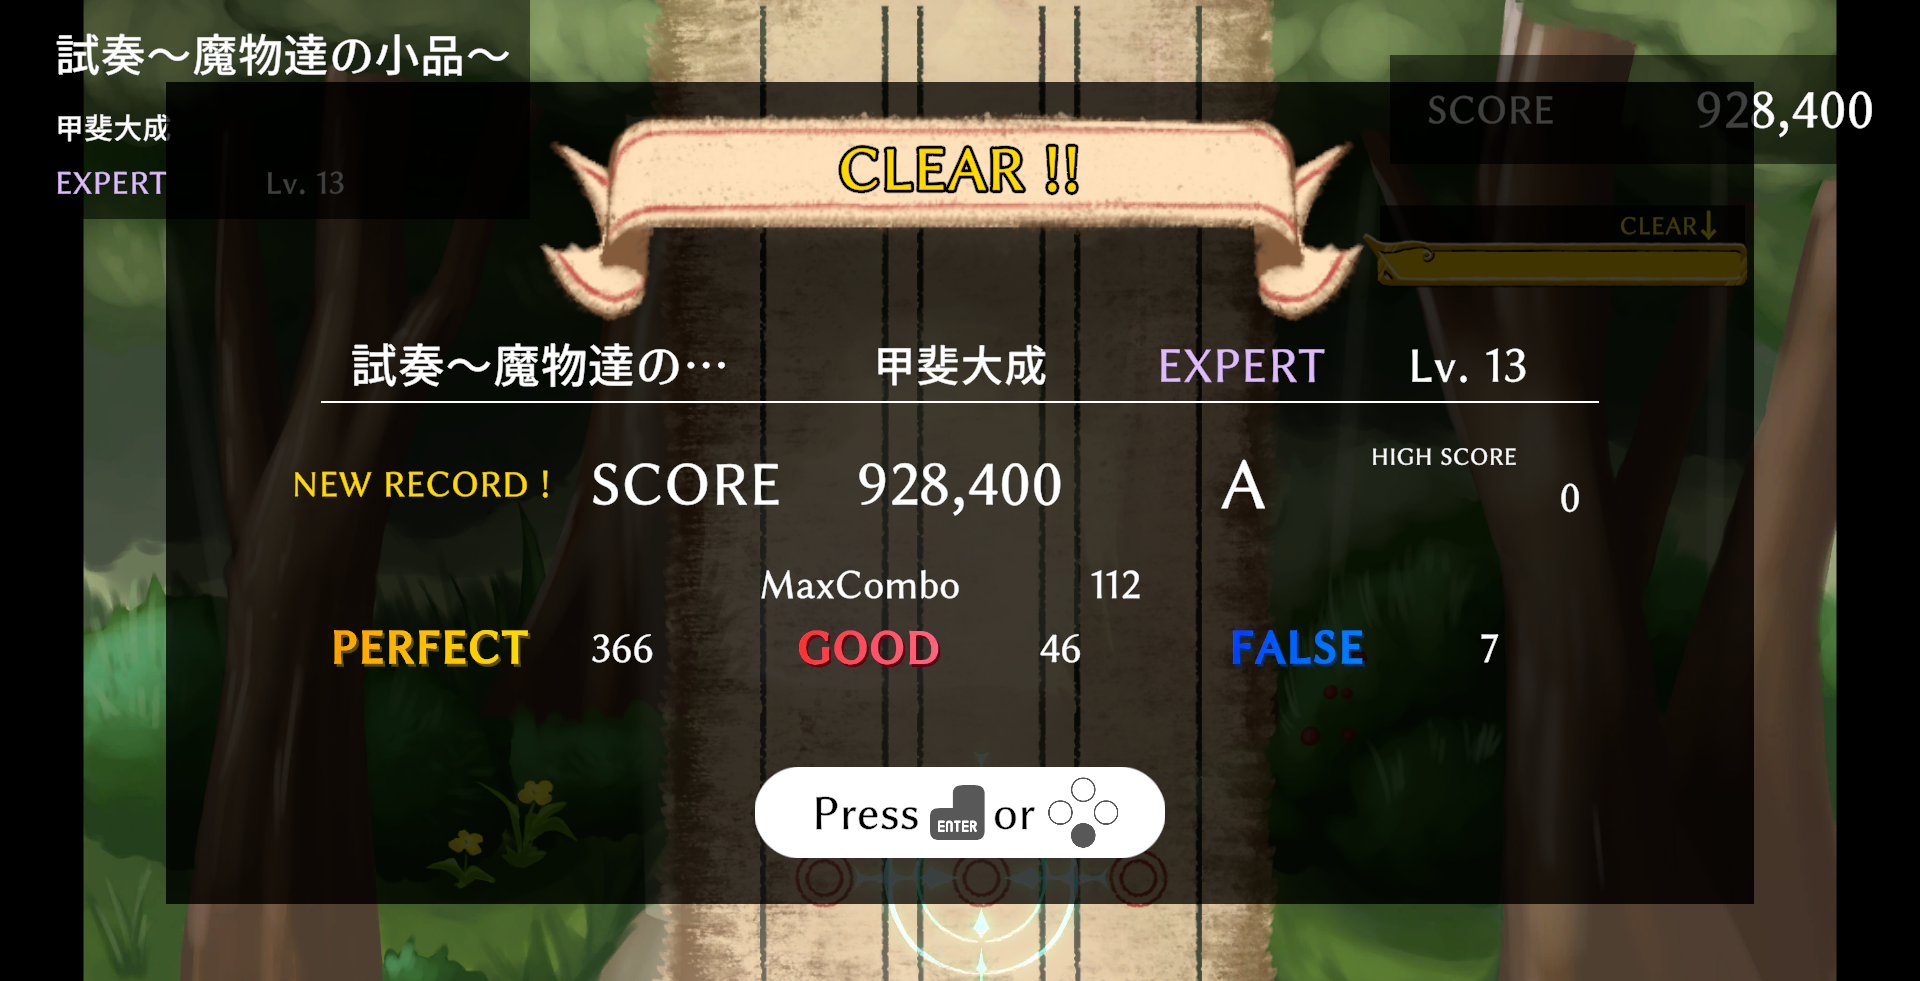 試奏～魔物達の小品～
甲斐大成
EXPERT Lv. 13
SCORE 928,400
CLEAR↓
CLEAR !!
試奏～魔物達の… 甲斐大成 EXPERT Lv. 13
NEW RECORD ! SCORE 928,400 A
HIGH SCORE
0
MaxCombo 112
PERFECT 366 GOOD 46 FALSE 7
Press ENTER or